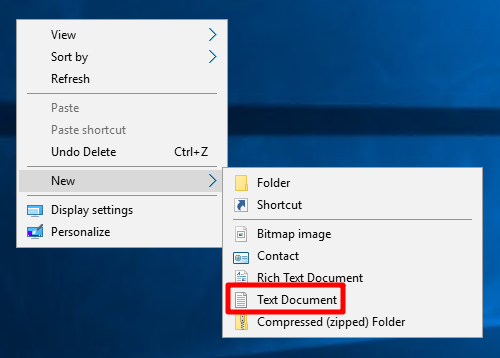 View
Sort by
Refresh
Paste
Paste shortcut
Undo Delete Ctrl+Z
New
Display settings
Personalize
Folder
Shortcut
Bitmap image
Contact
Rich Text Document
Text Document
Compressed (zipped) Folder